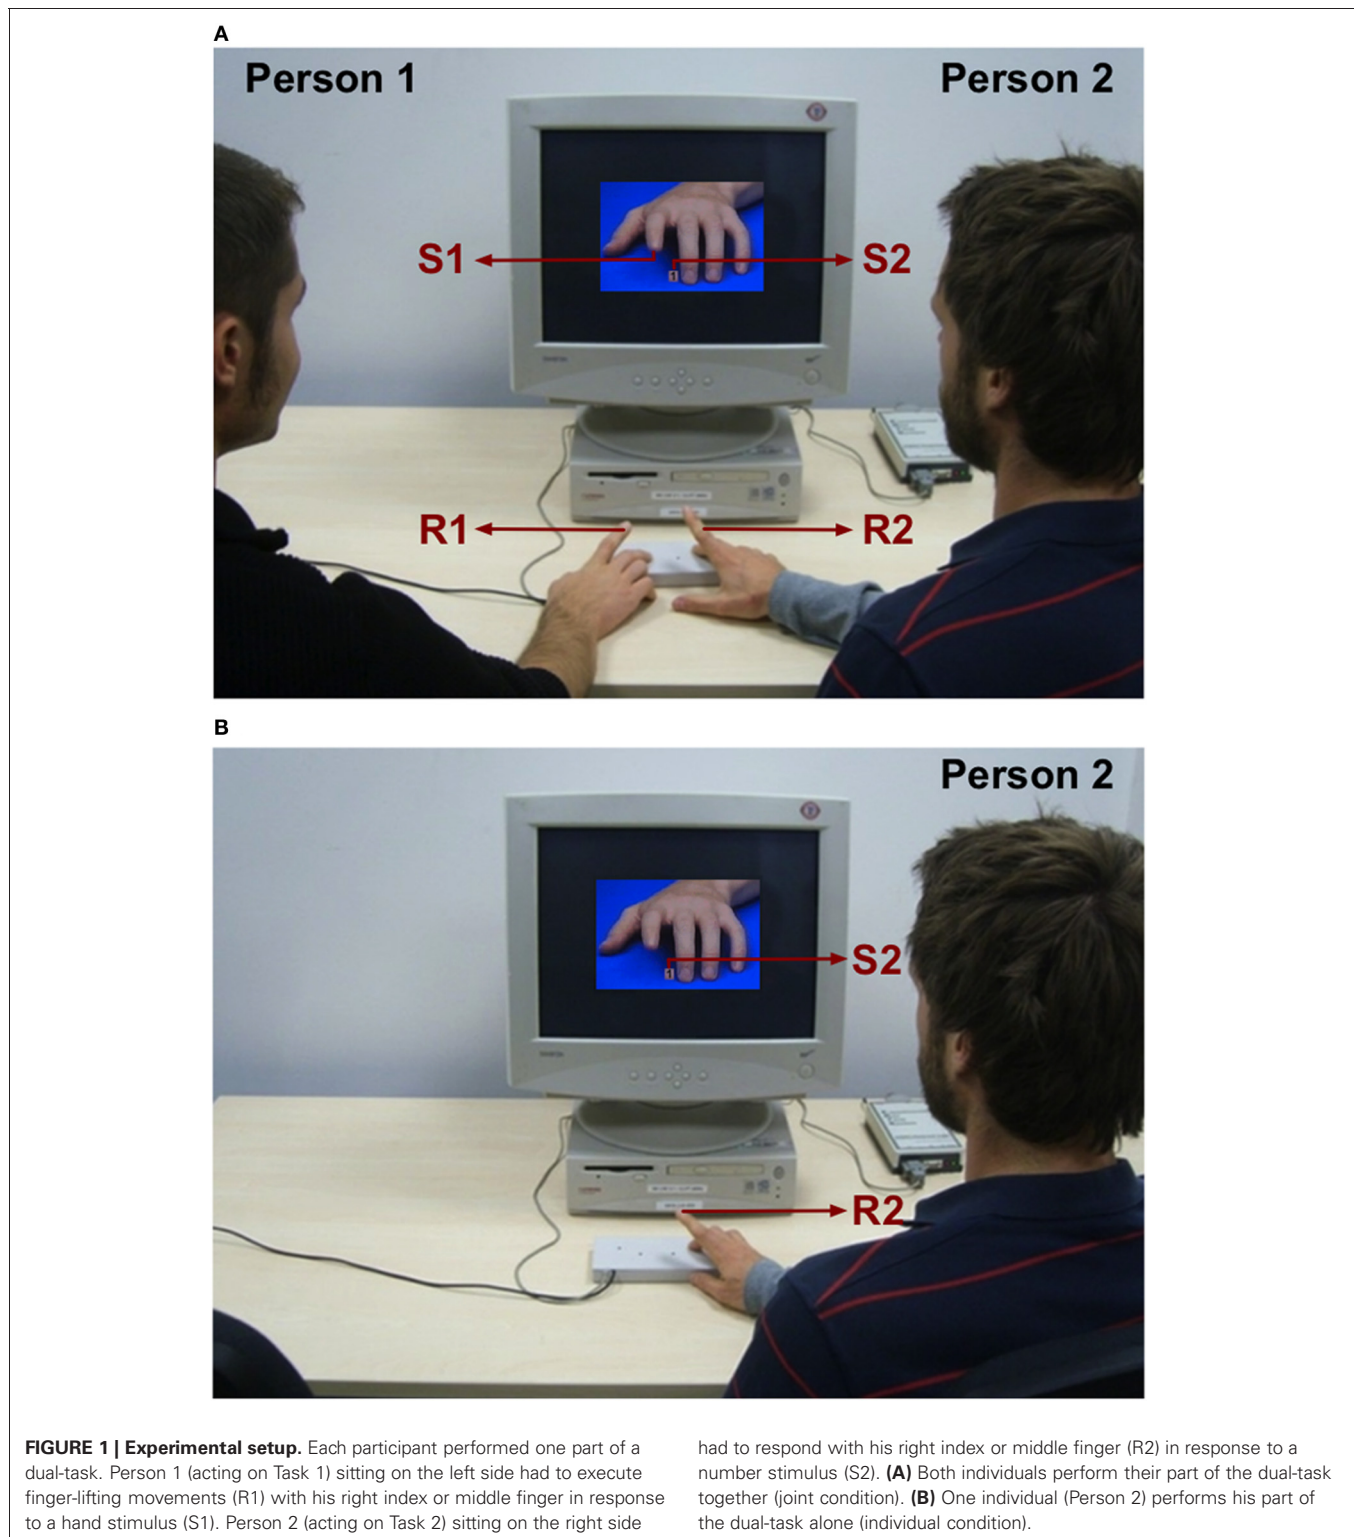 A
Person 1
Person 2
S1
S2
1
R1
R2
B
Person 2
S2
1
R2
FIGURE 1 | Experimental setup. Each participant performed one part of a
dual-task. Person 1 (acting on Task 1) sitting on the left side had to execute
finger-lifting movements (R1) with his right index or middle finger in response
to a hand stimulus (S1). Person 2 (acting on Task 2) sitting on the right side
had to respond with his right index or middle finger (R2) in response to a
number stimulus (S2). (A) Both individuals perform their part of the dual-task
together (joint condition). (B) One individual (Person 2) performs his part of
the dual-task alone (individual condition).